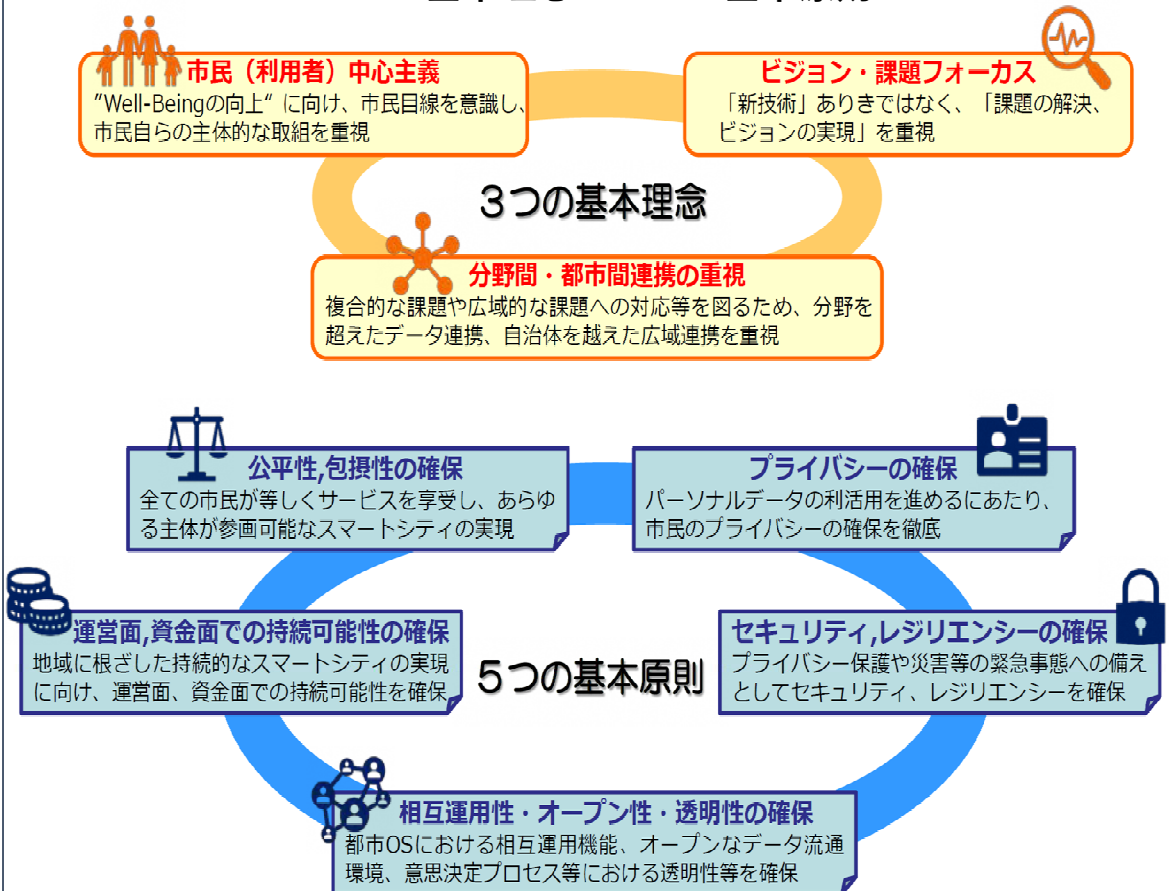 市民（利用者）中心主義
”Well-Beingの向上“ に向け、市民目線を意識し、
市民自らの主体的な取組を重視
ビジョン・課題フォーカス
「新技術」ありきではなく、「課題の解決、
ビジョンの実現」を重視
３つの基本理念
分野間・都市間連携の重視
複合的な課題や広域的な課題への対応等を図るため、分野を
超えたデータ連携、自治体を越えた広域連携を重視
公平性,包摂性の確保
全ての市民が等しくサービスを享受し、あらゆ
る主体が参画可能なスマートシティの実現
プライバシーの確保
パーソナルデータの利活用を進めるにあたり、
市民のプライバシーの確保を徹底
運営面,資金面での持続可能性の確保
地域に根ざした持続的なスマートシティの実現
に向け、運営面、資金面での持続可能性を確保
５つの基本原則
セキュリティ,レジリエンシーの確保
プライバシー保護や災害等の緊急事態への備え
としてセキュリティ、レジリエンシーを確保
相互運用性・オープン性・透明性の確保
都市OSにおける相互運用機能、オープンなデータ流通
環境、意思決定プロセス等における透明性等を確保